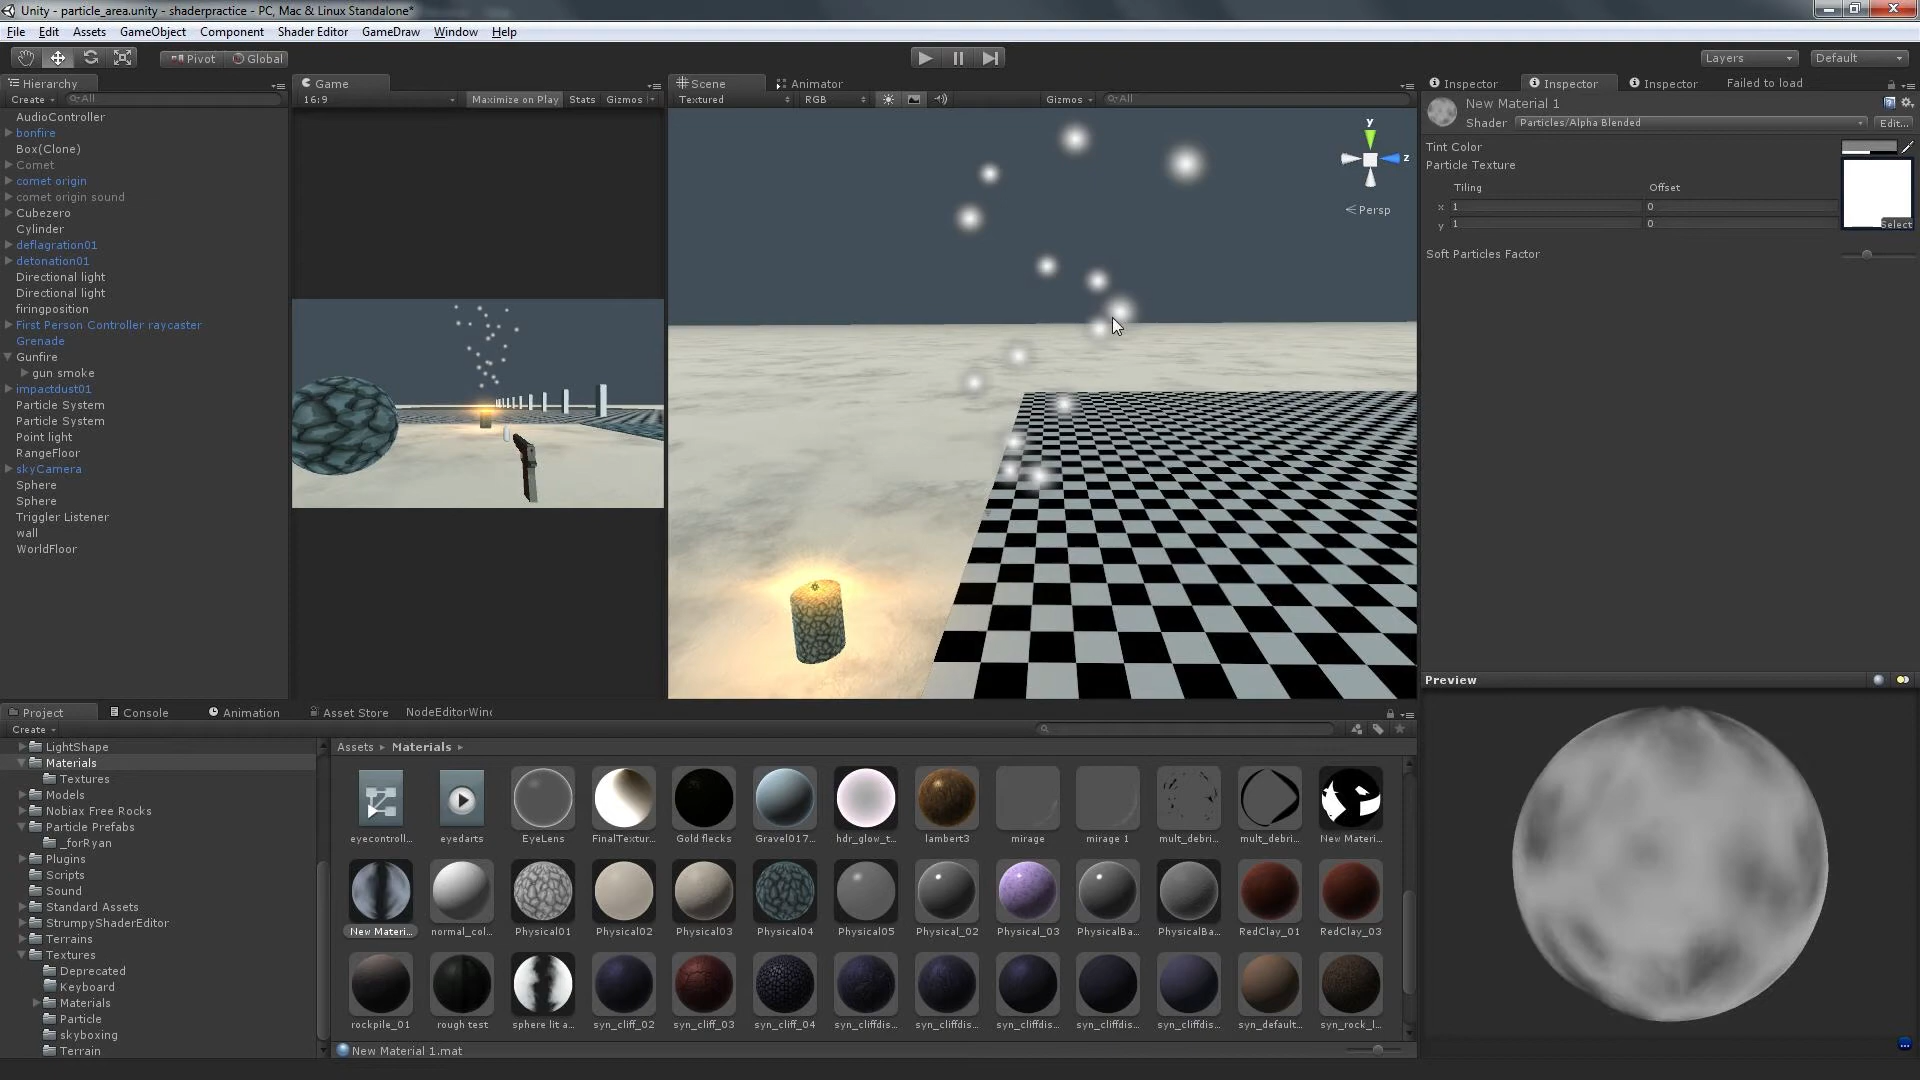 Unity - particle_area.unity - shaderpractice - PC, Mac & Linux Standalone*
File Edit Assets GameObject Component Shader Editor GameDraw Window Help
Pivot Global Layers Default
Hierarchy
Create All
AudioController
bonfire
Box(Clone)
Comet
comet origin
comet origin sound
Cubezero
Cylinder
deflagration01
detonation01
Directional light
Directional light
firingposition
First Person Controller raycaster
Grenade
Gunfire
gun smoke
impactdust01
Particle System
Particle System
Point light
RangeFloor
skyCamera
Sphere
Sphere
Triggler Listener
wall
WorldFloor
Game
16:9 Maximize on Play Stats Gizmos
Scene Animator
Textured RGB Gizmos All
y
z
Persp
Inspector Inspector Inspector Failed to load
New Material 1
Shader Particles/Alpha Blended Edit...
Tint Color
Particle Texture
Tiling Offset
x 1 0
y 1 0
Select
Soft Particles Factor
Preview
Project Console Animation Asset Store NodeEditorWinc
Create
LightShape
Materials
Textures
Models
Nobiax Free Rocks
Particle Prefabs
_forRyan
Plugins
Scripts
Sound
Standard Assets
StrumpyShaderEditor
Terrains
Textures
Deprecated
Keyboard
Materials
Particle
skyboxing
Terrain
Assets Materials
eyecontroll... eyedarts EyeLens FinalTextur... Gold flecks Gravel017... hdr_glow_t... lambert3 mirage mirage 1 mult_debri... mult_debri... New Materi...
New Materi... normal_col... Physical01 Physical02 Physical03 Physical04 Physical05 Physical_02 Physical_03 PhysicalBa... PhysicalBa... RedClay_01 RedClay_03
rockpile_01 rough test sphere lit a... syn_cliff_02 syn_cliff_03 syn_cliff_04 syn_cliffdis... syn_cliffdis... syn_cliffdis... syn_cliffdis... syn_cliffdis... syn_default... syn_rock_l...
New Material 1.mat